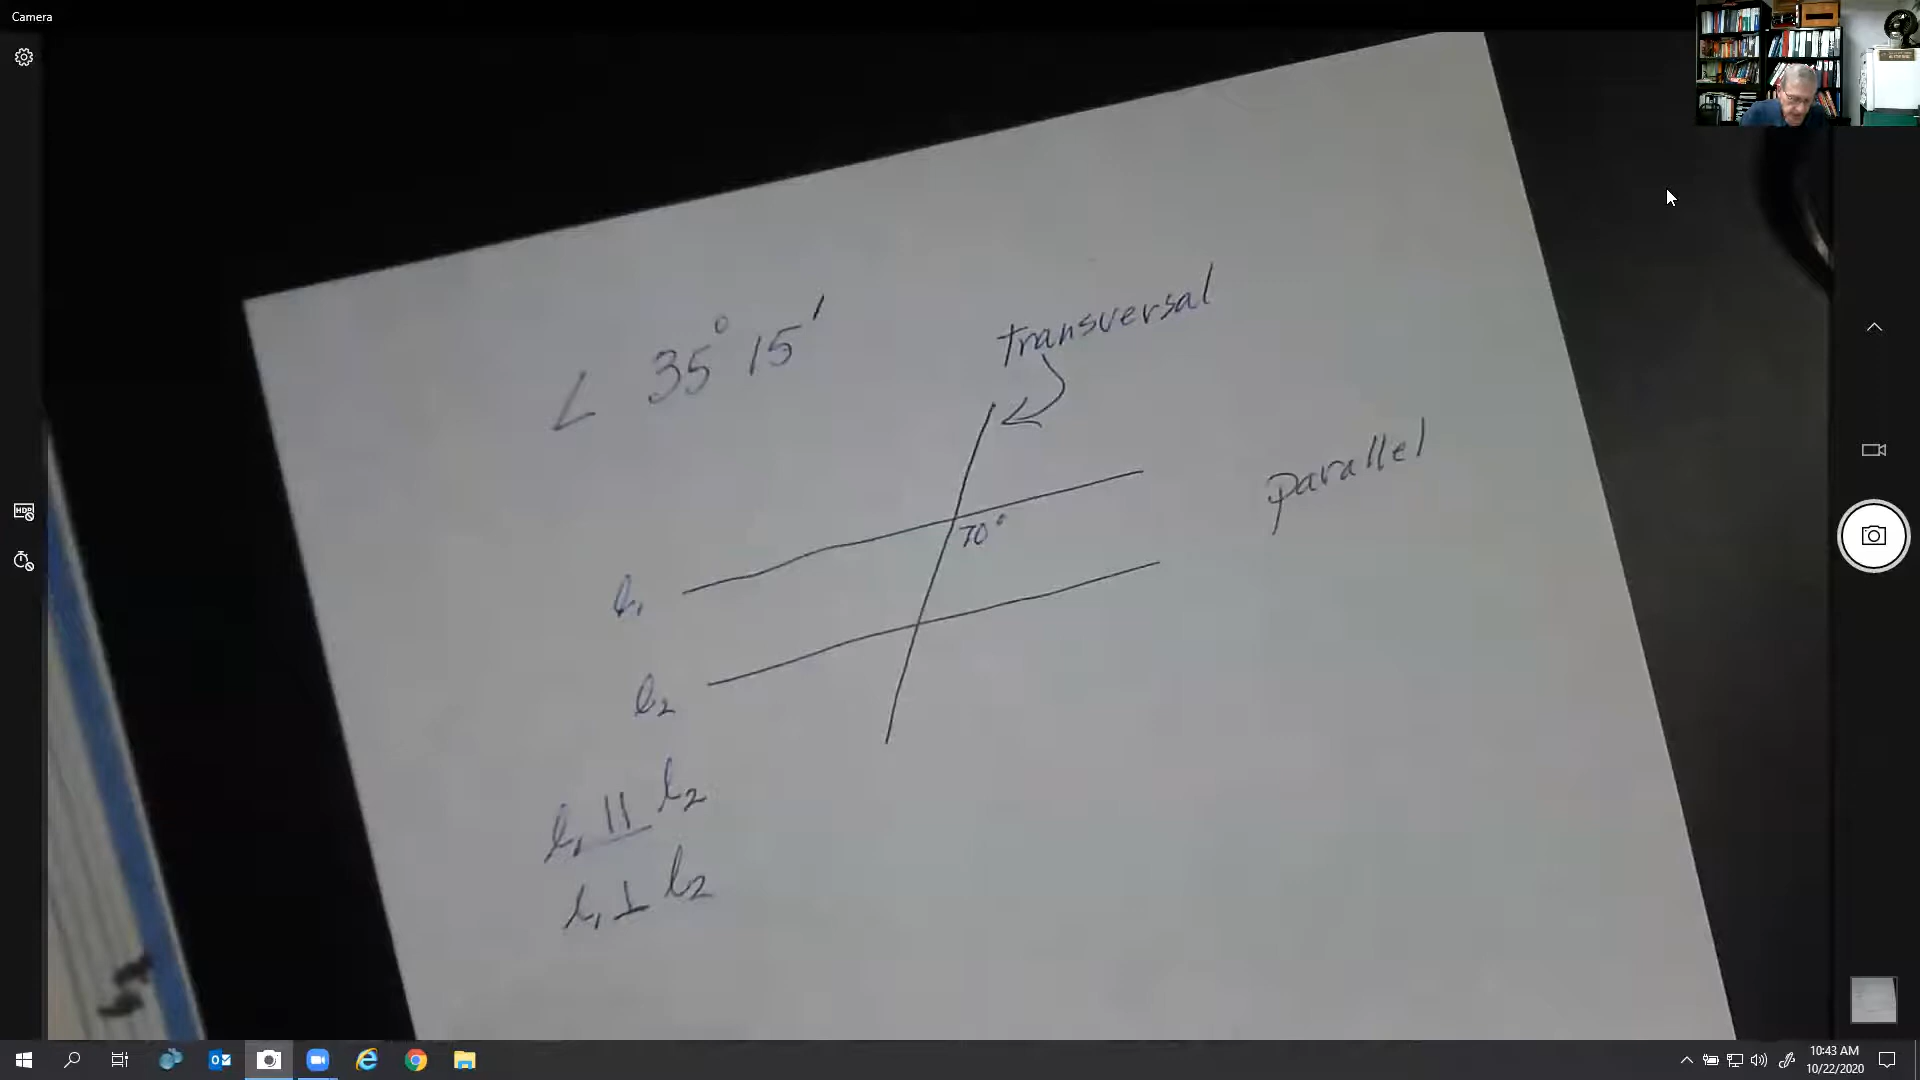 Camera
∠ 35° 15′
transversal
parallel
70°
l₁
l₂
l₁ || l₂
l₁ ⊥ l₂
10:43 AM
10/22/2020